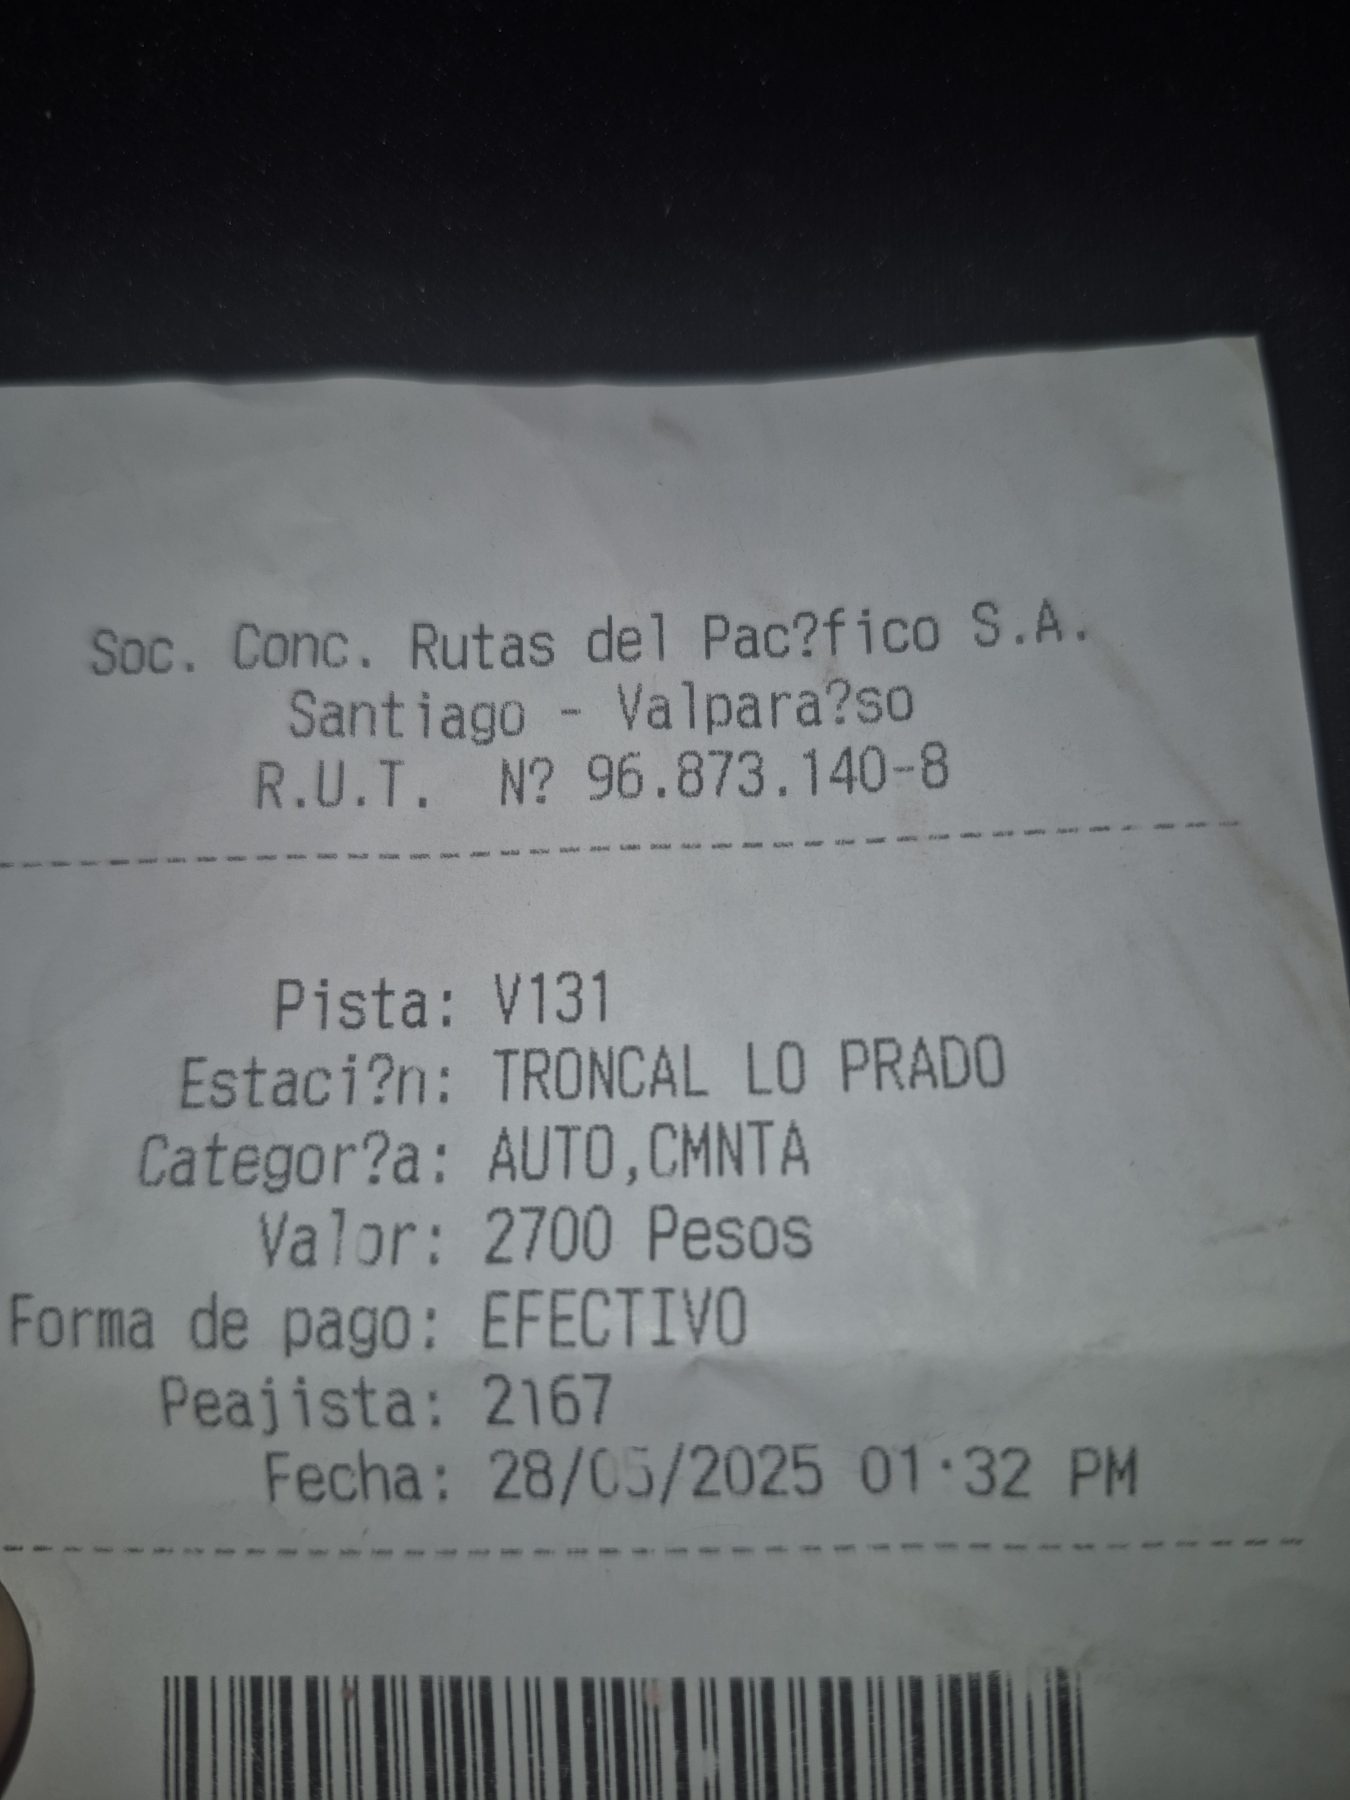 Soc. Conc. Rutas del Pac?fico S.A.
Santiago - Valpara?so
R.U.T. N? 96.873.140-8
Pista: V131
Estaci?n: TRONCAL LO PRADO
Categor?a: AUTO,CMNTA
Valor: 2700 Pesos
Forma de pago: EFECTIVO
Peajista: 2167
Fecha: 28/05/2025 01:32 PM